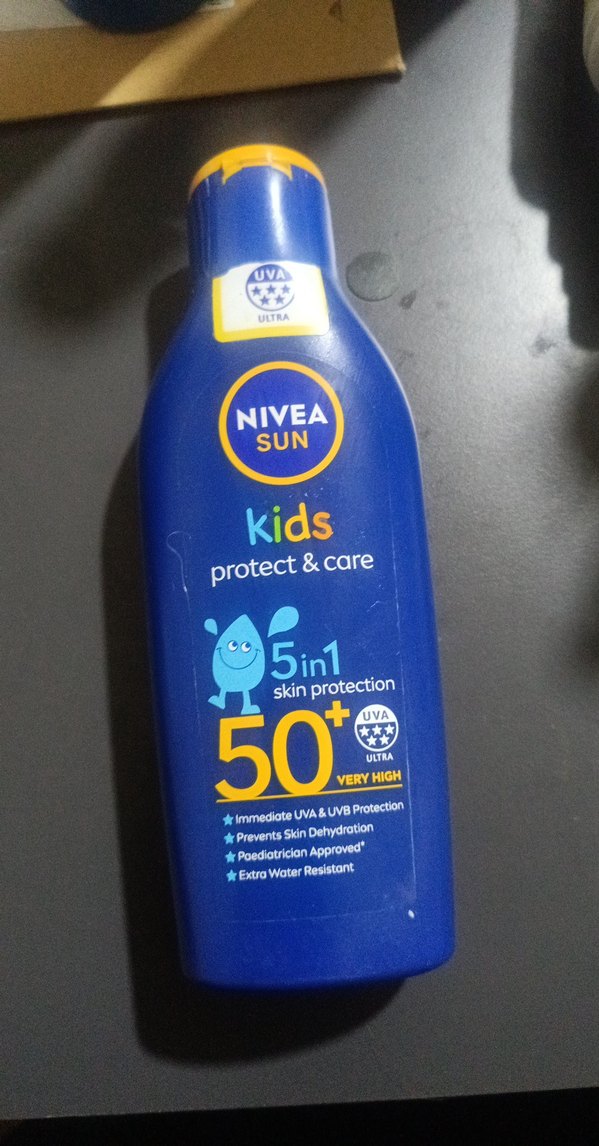 UVA
ULTRA
NIVEA
SUN
kids
protect & care
5in1
skin protection
50+
UVA
ULTRA
VERY HIGH
Immediate UVA & UVB Protection
Prevents Skin Dehydration
Paediatrician Approved*
Extra Water Resistant